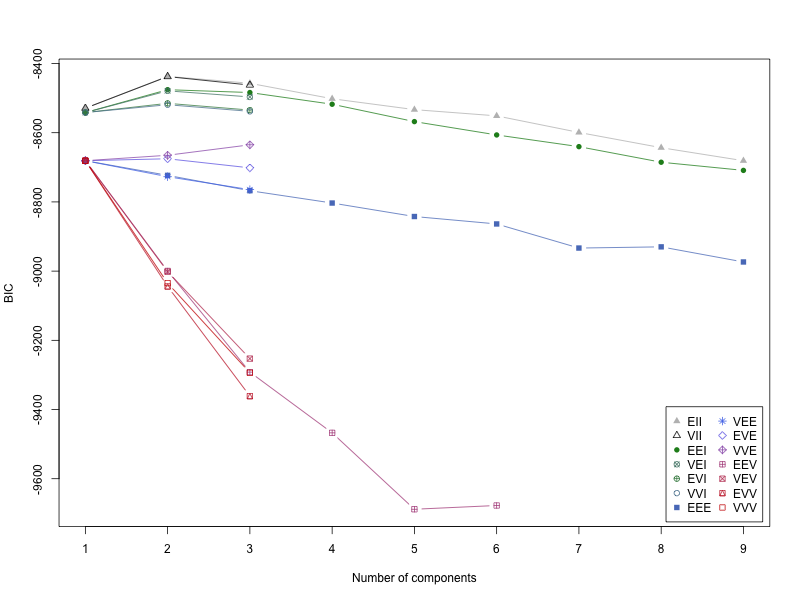 -8400
-8600
-8800
-9000
-9200
-9400
-9600
BIC
EII VEE
VII EVE
EEI VVE
VEI EEV
EVI VEV
VVI EVV
EEE VVV
1 2 3 4 5 6 7 8 9
Number of components